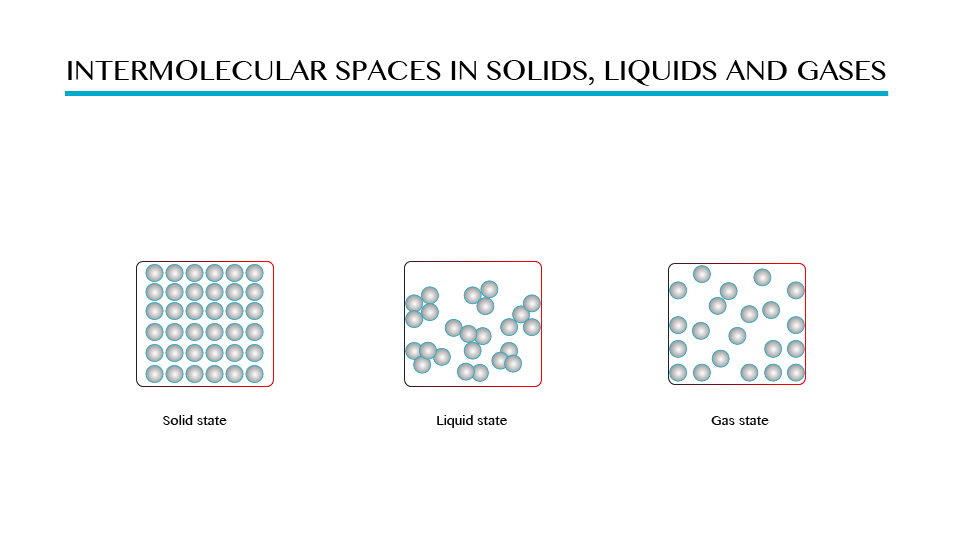 INTERMOLECULAR SPACES IN SOLIDS, LIQUIDS AND GASES
Solid state
Liquid state
Gas state